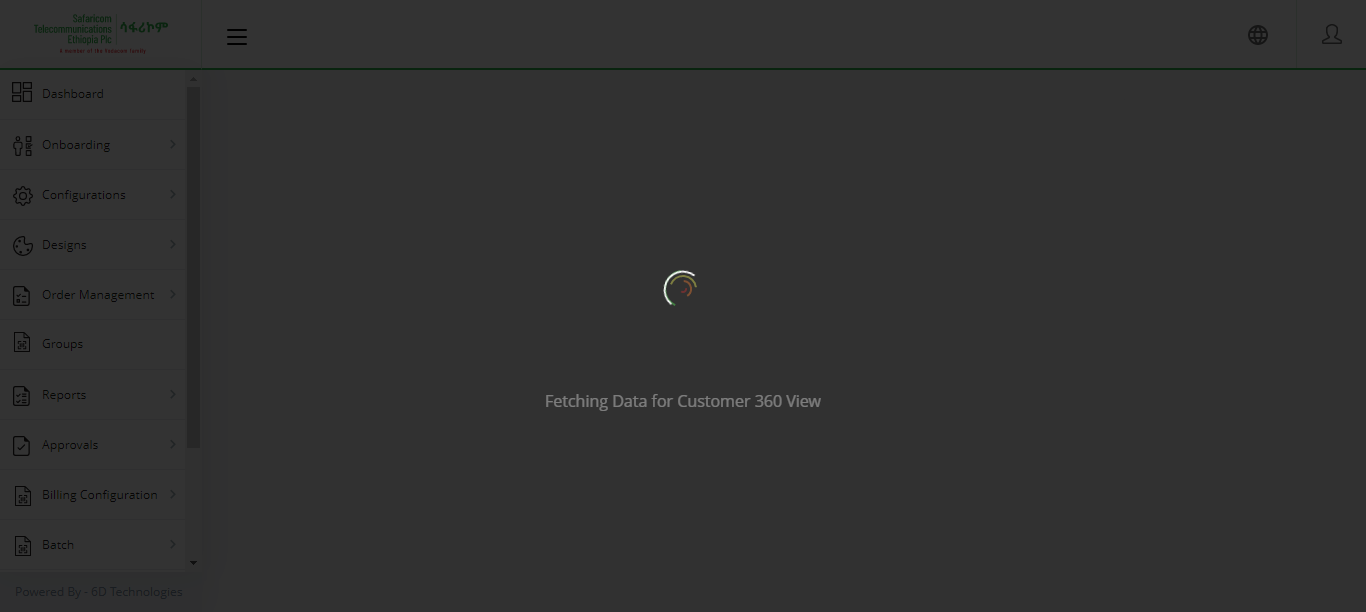 Safaricom
Telecommunications
Ethiopia Plc
ሳፋሪኮም
A member of the Vodacom family
Dashboard
Onboarding
Configurations
Designs
Order Management
Groups
Reports
Approvals
Billing Configuration
Batch
Fetching Data for Customer 360 View
Powered By - 6D Technologies